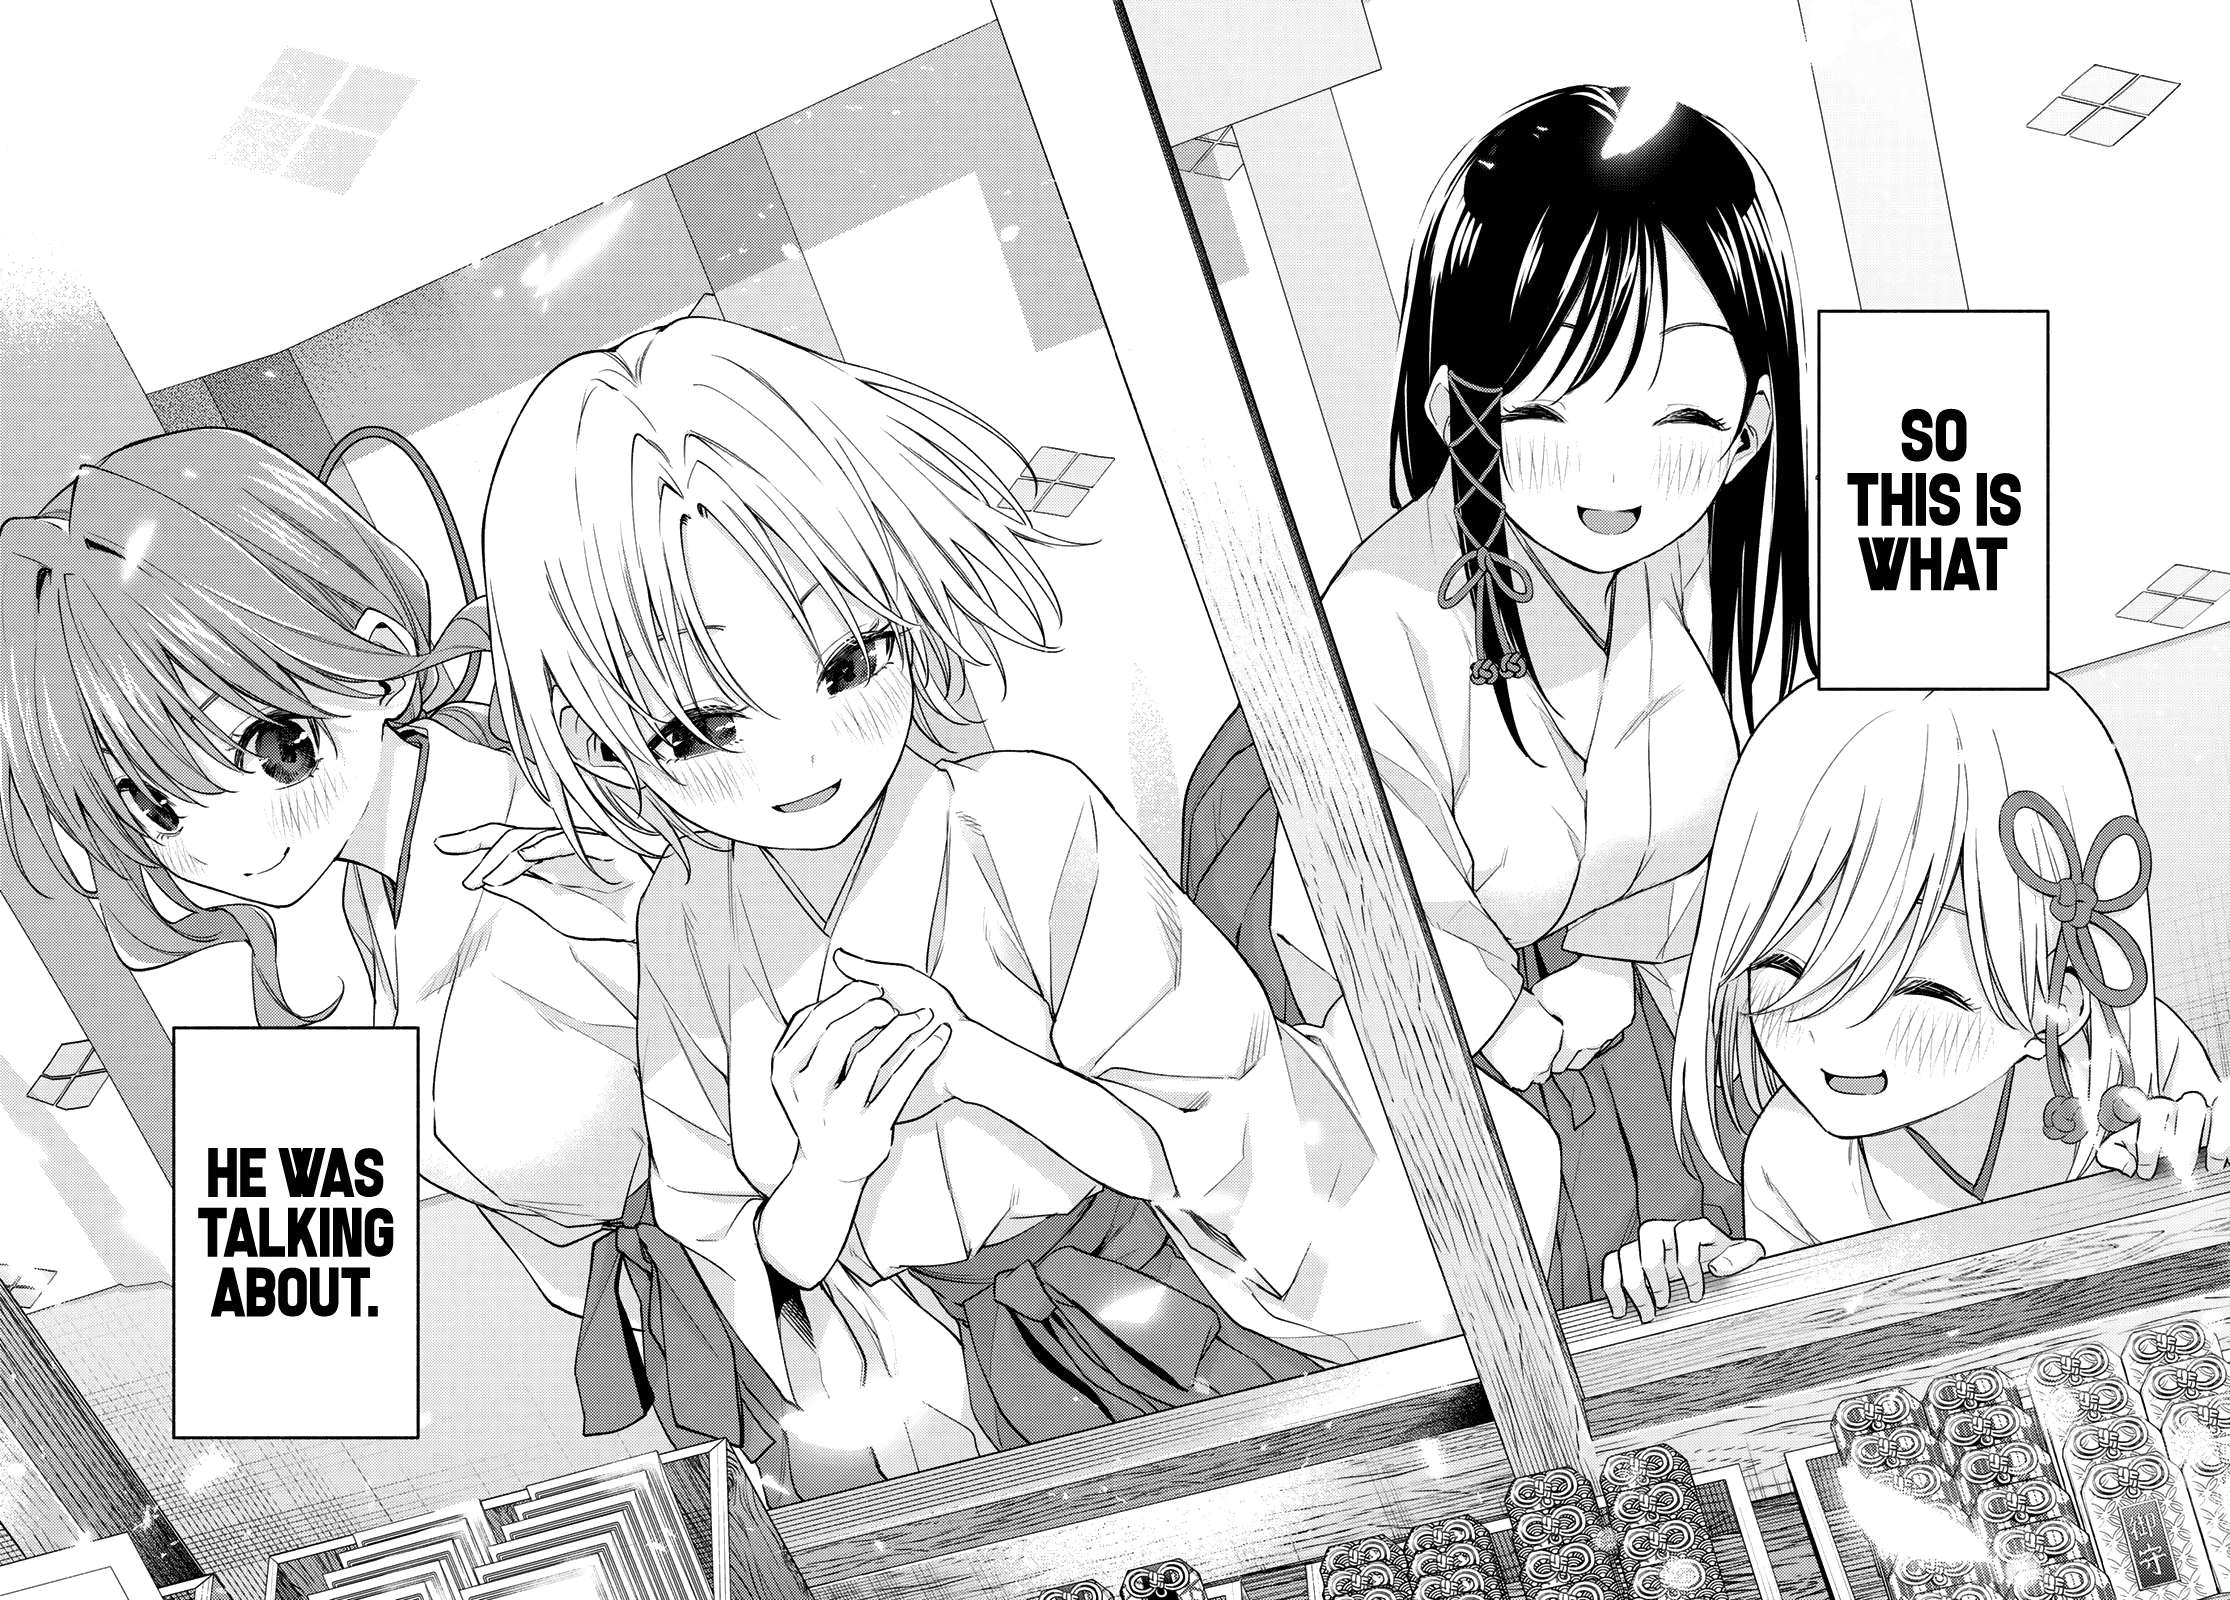 SO
THIS IS
WHAT
HE WAS
TALKING
ABOUT.
御守